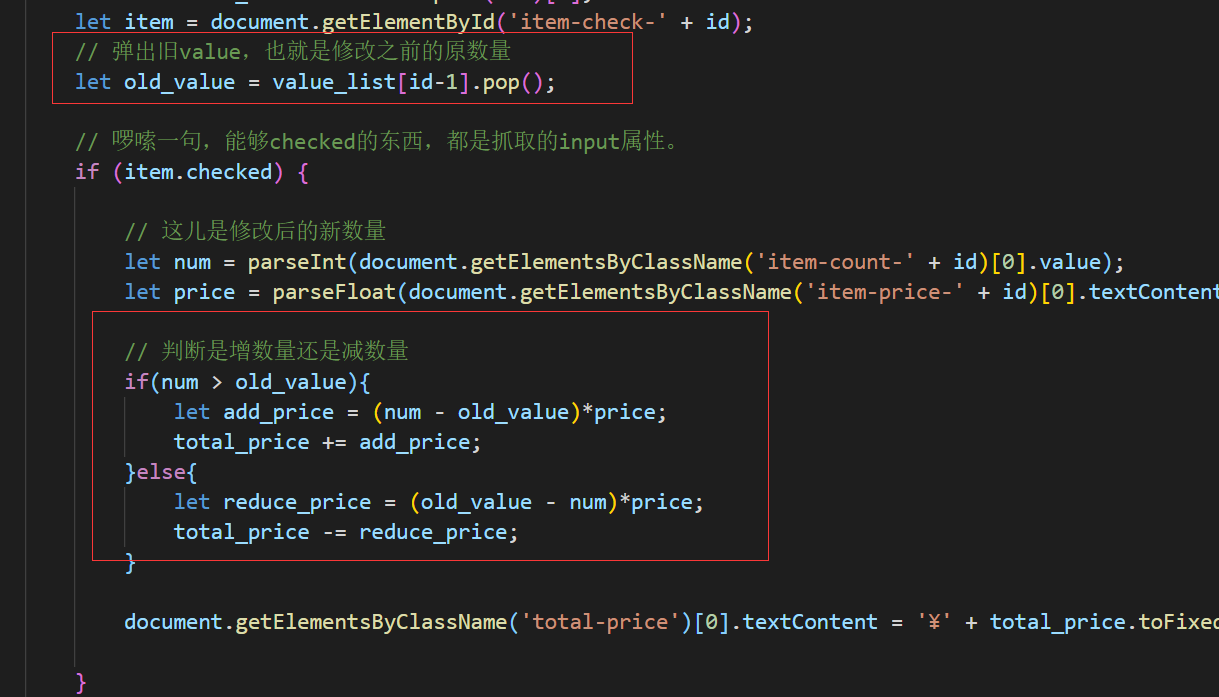 let item = document.getElementById('item-check-' + id);
// 弹出旧value，也就是修改之前的原数量
let old_value = value_list[id-1].pop();
// 啰嗦一句，能够checked的东西，都是抓取的input属性。
if (item.checked) {
// 这儿是修改后的新数量
let num = parseInt(document.getElementsByClassName('item-count-' + id)[0].value);
let price = parseFloat(document.getElementsByClassName('item-price-' + id)[0].textContent
// 判断是增数量还是减数量
if(num > old_value){
let add_price = (num - old_value)*price;
total_price += add_price;
}else{
let reduce_price = (old_value - num)*price;
total_price -= reduce_price;
}
document.getElementsByClassName('total-price')[0].textContent = '¥' + total_price.toFixed
}